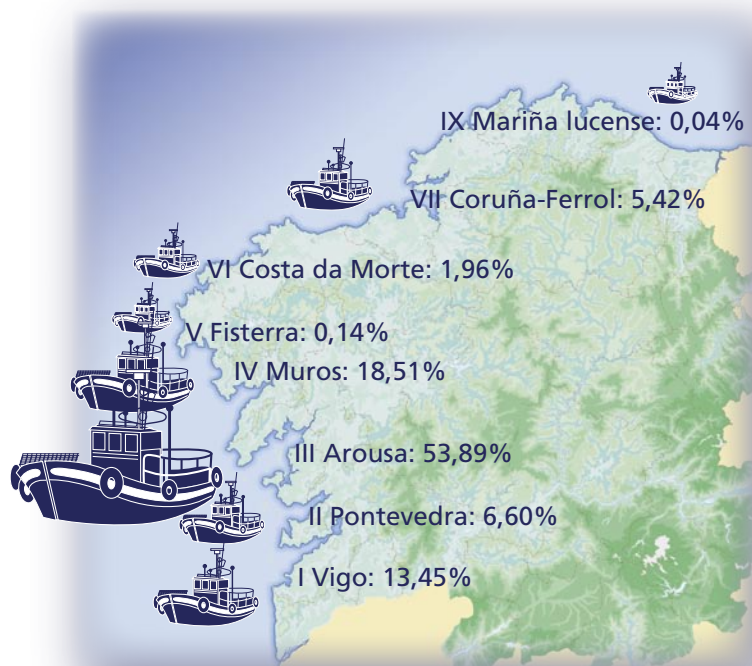 IX Mariña lucense: 0,04%
VII Coruña-Ferrol: 5,42%
VI Costa da Morte: 1,96%
V Fisterra: 0,14%
IV Muros: 18,51%
III Arousa: 53,89%
II Pontevedra: 6,60%
I Vigo: 13,45%